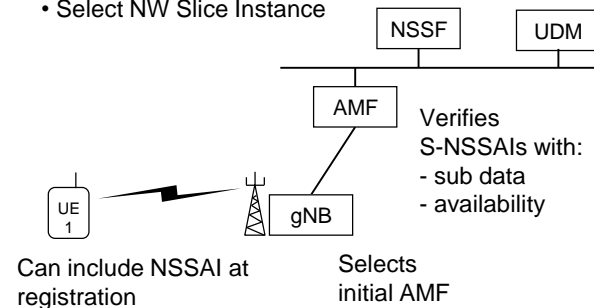 • Select NW Slice Instance
NSSF
UDM
AMF
Verifies
S-NSSAIs with:
- sub data
- availability
UE
1
gNB
Can include NSSAI at
registration
Selects
initial AMF